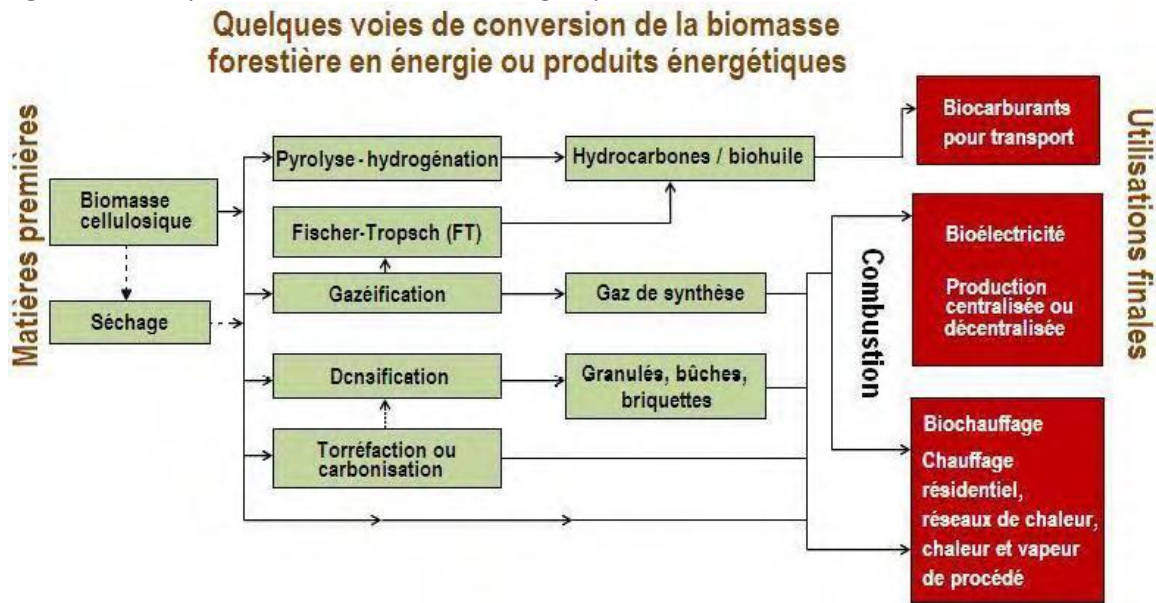 Quelques voies de conversion de la biomasse
forestière en énergie ou produits énergétiques
Matières premières
Biomasse
cellulosique
Séchage
Pyrolyse - hydrogénation
Fischer-Tropsch (FT)
Gazéification
Dcnsification
Torréfaction ou
carbonisation
Hydrocarbones / biohuile
Gaz de synthèse
Granulés, bûches,
briquettes
Combustion
Biocarburants
pour transport
Bioélectricité
Production
centralisée ou
décentralisée
Biochauffage
Chauffage
résidentiel,
réseaux de chaleur,
chaleur et vapeur
de procédé
Utilisations finales